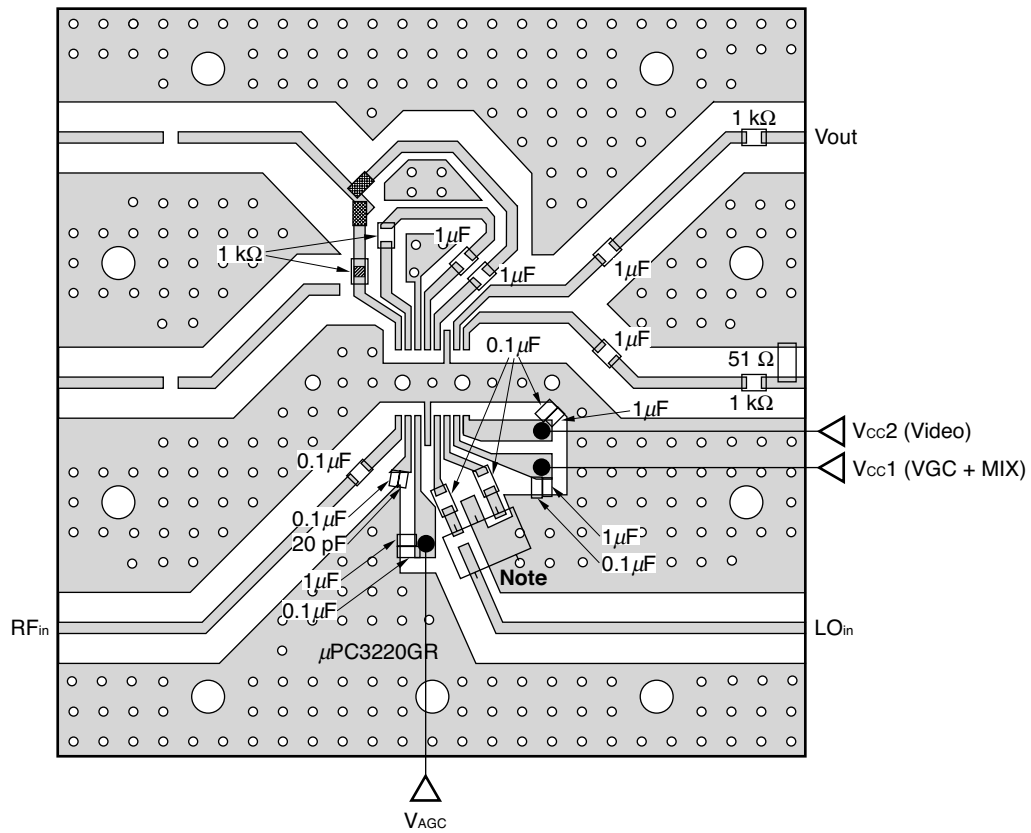 1 kΩ
Vout
1 kΩ
1μF
1μF
1μF
1μF
0.1μF
51 Ω
1 kΩ
1μF
VCC2 (Video)
0.1μF
VCC1 (VGC + MIX)
0.1μF
20 pF
1μF
0.1μF
1μF
Note
0.1μF
RFin
LOin
μPC3220GR
VAGC